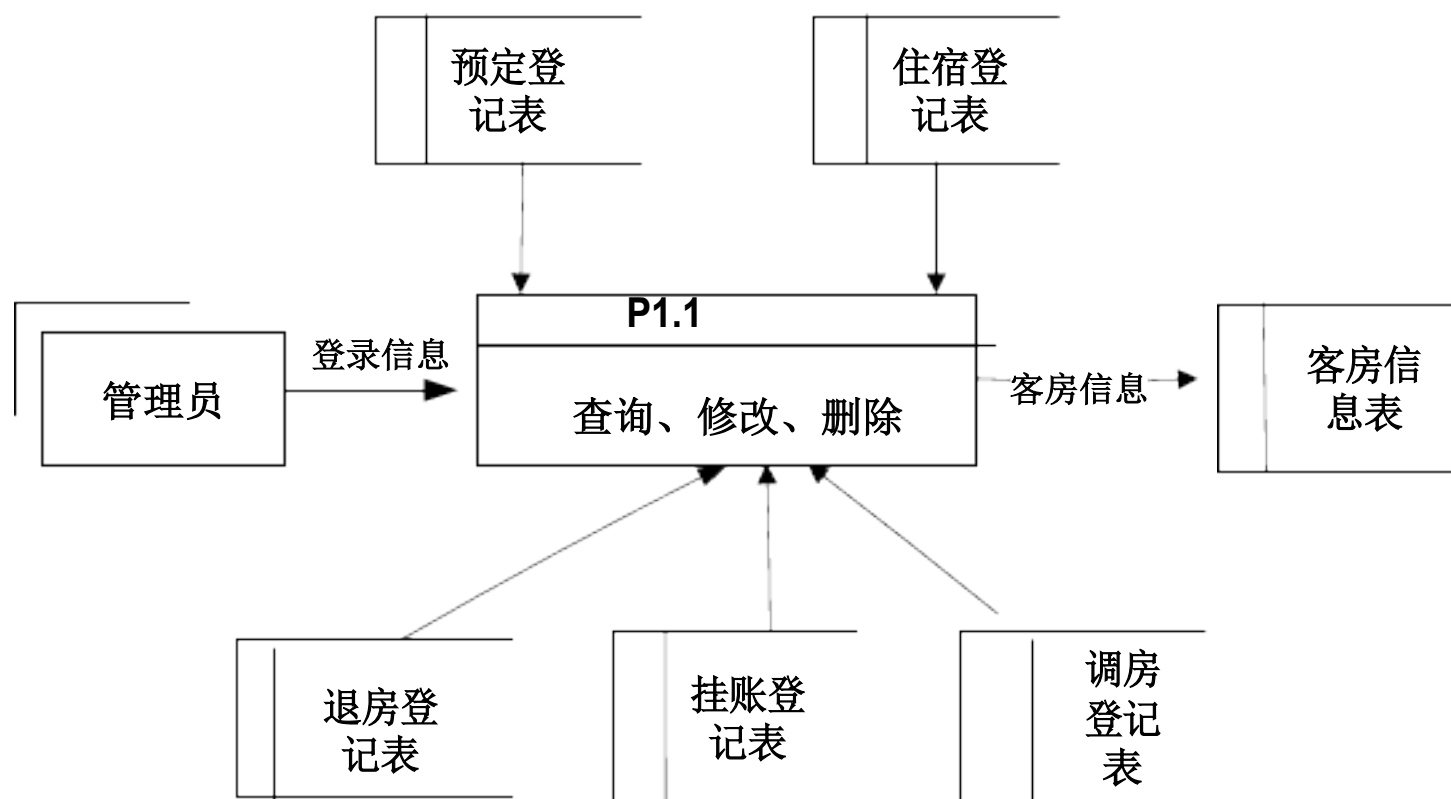 预定登
记表
住宿登
记表
P1.1
登录信息
管理员
查询、修改、删除
客房信息
客房信
息表
退房登
记表
挂账登
记表
调房
登记
表